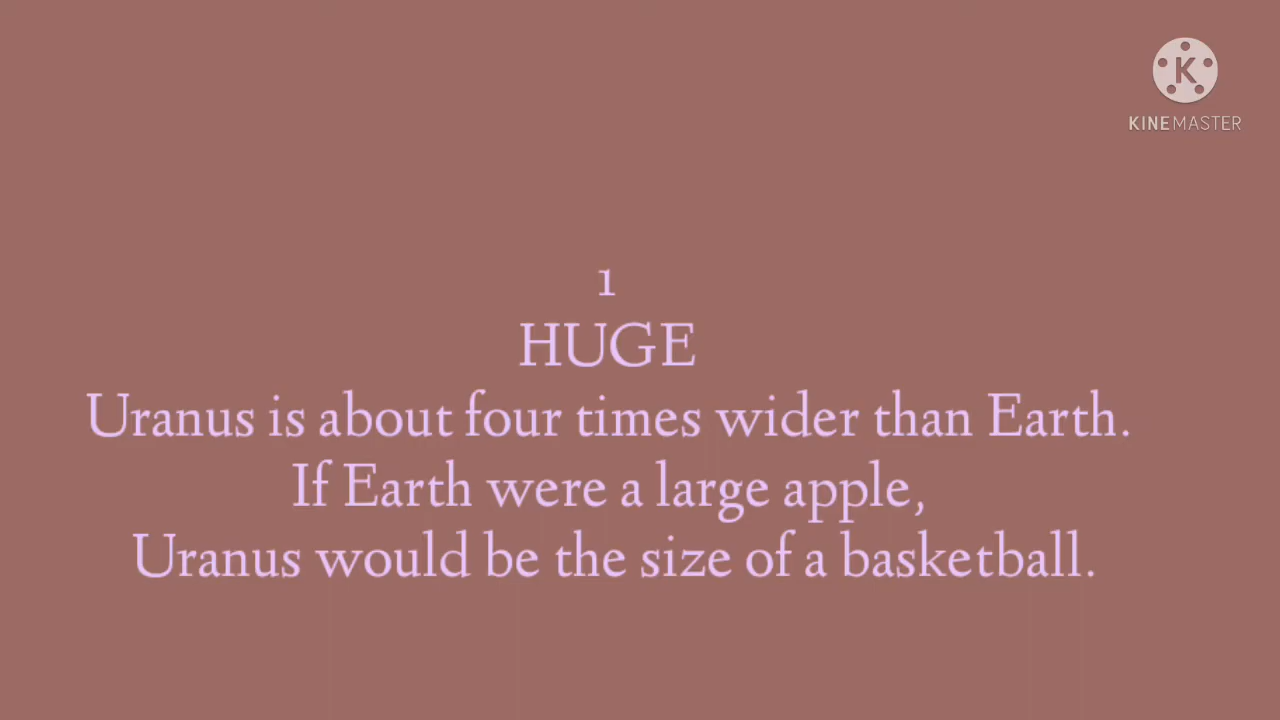 K
KINEMASTER
1
HUGE
Uranus is about four times wider than Earth.
If Earth were a large apple,
Uranus would be the size of a basketball.